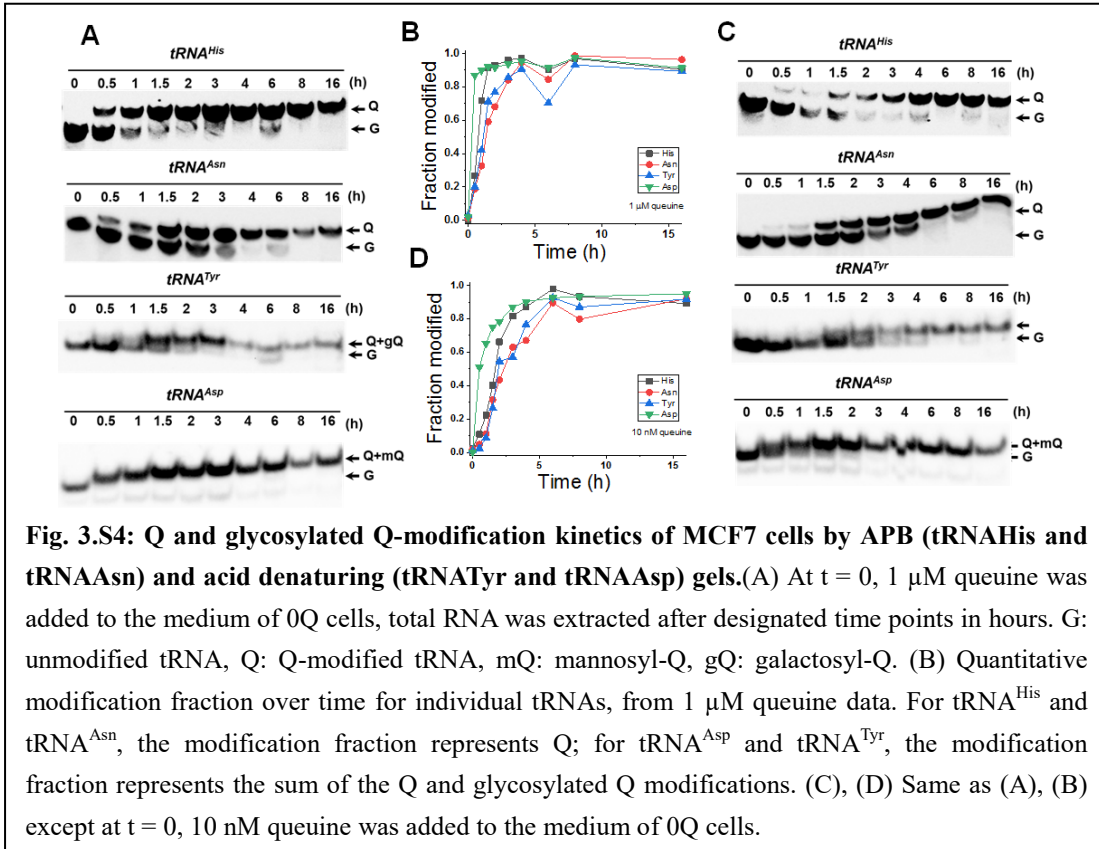 A
tRNAHis
0 0.5 1 1.5 2 3 4 6 8 16 (h)
Q
G
tRNAAsn
0 0.5 1 1.5 2 3 4 6 8 16 (h)
Q
G
tRNATyr
0 0.5 1 1.5 2 3 4 6 8 16 (h)
Q+gQ
G
tRNAAsp
0 0.5 1 1.5 2 3 4 6 8 16 (h)
Q+mQ
G
B
Fraction modified
1.0
0.8
0.6
0.4
0.2
0.0
His
Asn
Tyr
Asp
1 μM queuine
0 5 10 15
Time (h)
D
Fraction modified
1.0
0.8
0.6
0.4
0.2
0.0
His
Asn
Tyr
Asp
10 nM queuine
0 5 10 15
Time (h)
C
tRNAHis
0 0.5 1 1.5 2 3 4 6 8 16 (h)
Q
G
tRNAAsn
0 0.5 1 1.5 2 3 4 6 8 16 (h)
Q
G
tRNATyr
0 0.5 1 1.5 2 3 4 6 8 16 (h)
G
tRNAAsp
0 0.5 1 1.5 2 3 4 6 8 16 (h)
Q+mQ
G
Fig. 3.S4: Q and glycosylated Q-modification kinetics of MCF7 cells by APB (tRNAHis and
tRNAAsn) and acid denaturing (tRNATyr and tRNAAsp) gels.(A) At t = 0, 1 μM queuine was
added to the medium of 0Q cells, total RNA was extracted after designated time points in hours. G:
unmodified tRNA, Q: Q-modified tRNA, mQ: mannosyl-Q, gQ: galactosyl-Q. (B) Quantitative
modification fraction over time for individual tRNAs, from 1 μM queuine data. For tRNAHis and
tRNAAsn, the modification fraction represents Q; for tRNAAsp and tRNATyr, the modification
fraction represents the sum of the Q and glycosylated Q modifications. (C), (D) Same as (A), (B)
except at t = 0, 10 nM queuine was added to the medium of 0Q cells.